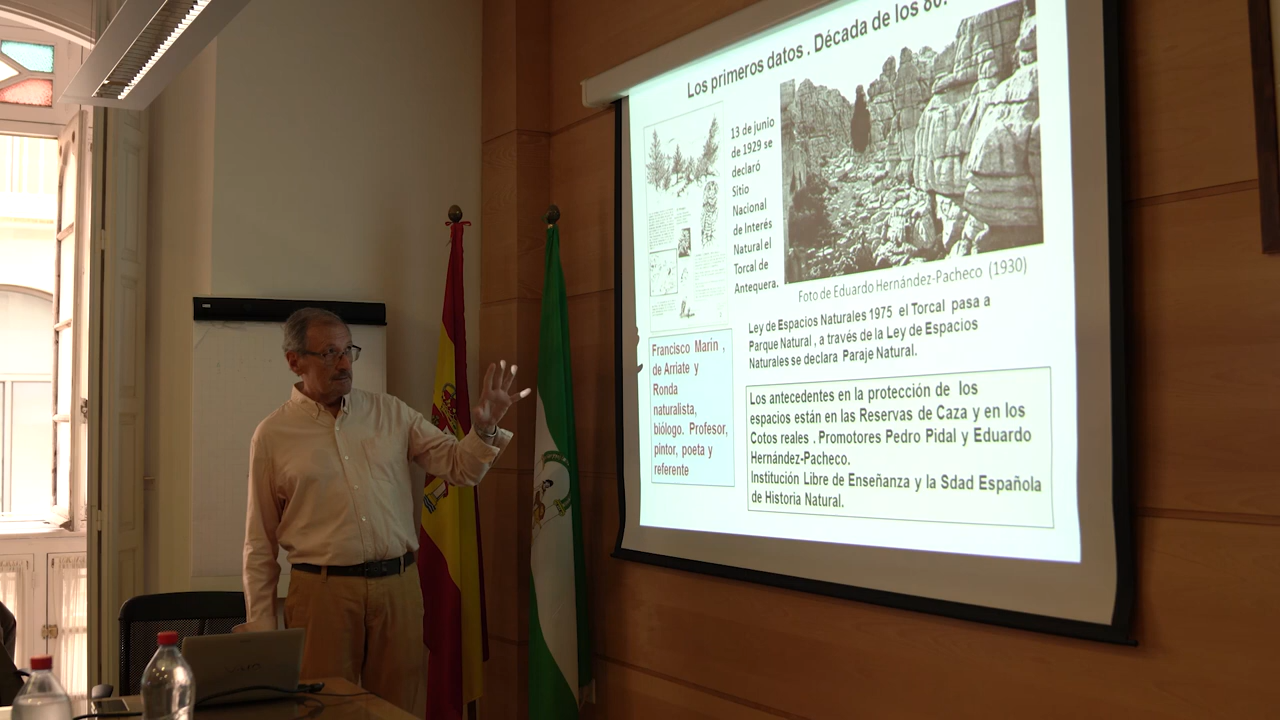 Los primeros datos . Década de los 80.
13 de junio
de 1929 se
declaró
Sitio
Nacional
de Interés
Natural el
Torcal de
Antequera.
Foto de Eduardo Hernández-Pacheco (1930)
Ley de Espacios Naturales 1975 el Torcal pasa a
Parque Natural , a través de la Ley de Espacios
Naturales se declara Paraje Natural.
Francisco Marín ,
de Arriate y
Ronda
naturalista,
biólogo. Profesor,
pintor, poeta y
referente
Los antecedentes en la protección de los
espacios están en las Reservas de Caza y en los
Cotos reales . Promotores Pedro Pidal y Eduardo
Hernández-Pacheco.
Institución Libre de Enseñanza y la Sdad Española
de Historia Natural.